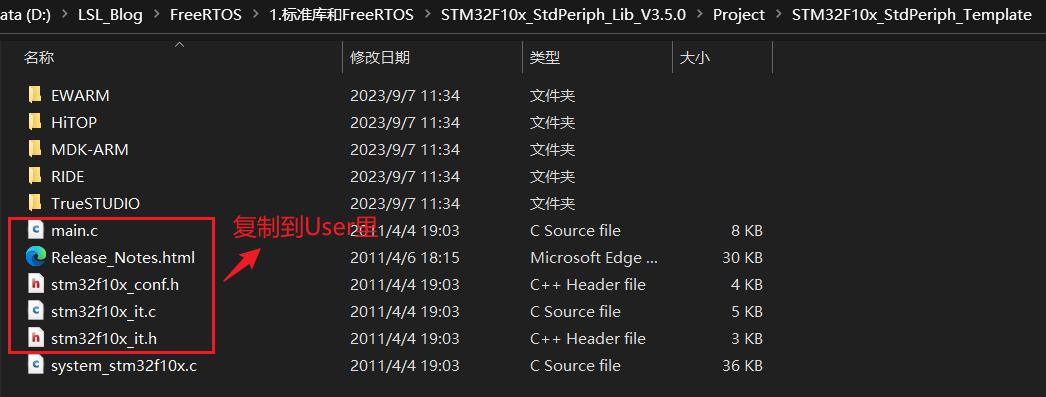 ata (D:) > LSL_Blog > FreeRTOS > 1.标准库和FreeRTOS > STM32F10x_StdPeriph_Lib_V3.5.0 > Project > STM32F10x_StdPeriph_Template
名称 修改日期 类型 大小
EWARM 2023/9/7 11:34 文件夹
HiTOP 2023/9/7 11:34 文件夹
MDK-ARM 2023/9/7 11:34 文件夹
RIDE 2023/9/7 11:34 文件夹
TrueSTUDIO 2023/9/7 11:34 文件夹
复制到User里
main.c 2011/4/4 19:03 C Source file 8 KB
Release_Notes.html 2011/4/6 18:15 Microsoft Edge ... 30 KB
stm32f10x_conf.h 2011/4/4 19:03 C++ Header file 4 KB
stm32f10x_it.c 2011/4/4 19:03 C Source file 5 KB
stm32f10x_it.h 2011/4/4 19:03 C++ Header file 3 KB
system_stm32f10x.c 2011/4/4 19:03 C Source file 36 KB